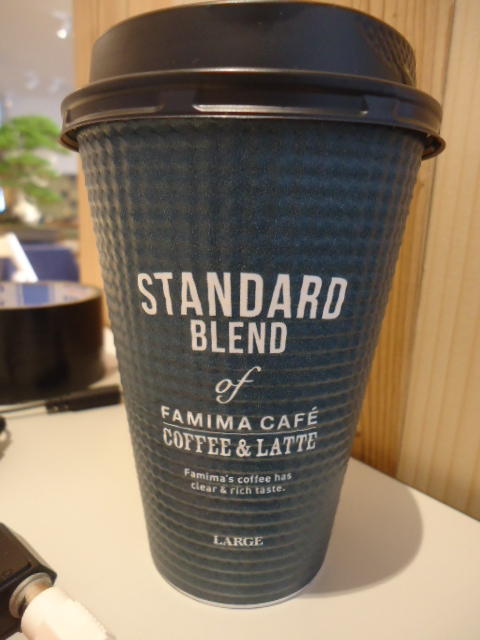 STANDARD
BLEND
of
FAMIMA CAFÉ
COFFEE & LATTE
Famima's coffee has
clear & rich taste.
LARGE